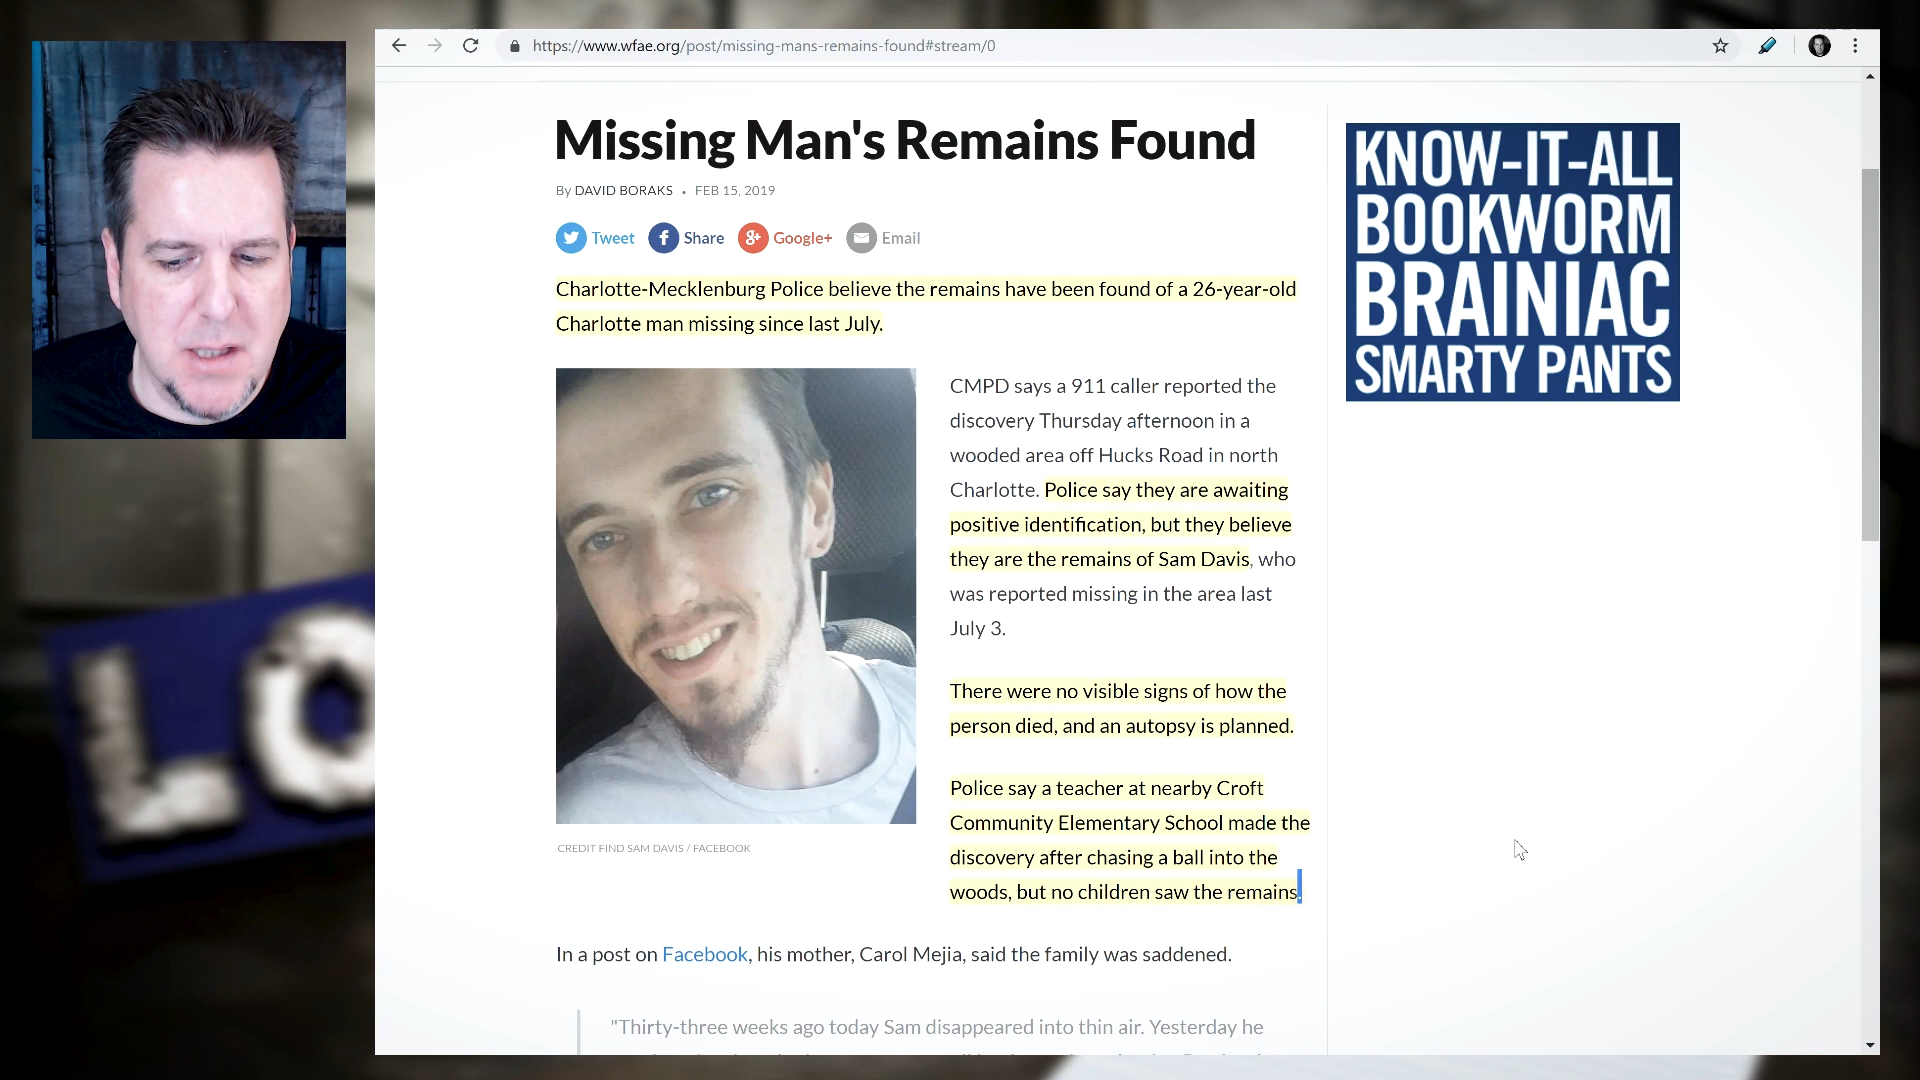 https://www.wfae.org/post/missing-mans-remains-found#stream/0
Missing Man's Remains Found
By DAVID BORAKS • FEB 15, 2019
Tweet Share Google+ Email
Charlotte-Mecklenburg Police believe the remains have been found of a 26-year-old
Charlotte man missing since last July.
CMPD says a 911 caller reported the
discovery Thursday afternoon in a
wooded area off Hucks Road in north
Charlotte. Police say they are awaiting
positive identification, but they believe
they are the remains of Sam Davis, who
was reported missing in the area last
July 3.
There were no visible signs of how the
person died, and an autopsy is planned.
Police say a teacher at nearby Croft
Community Elementary School made the
discovery after chasing a ball into the
woods, but no children saw the remains.
CREDIT FIND SAM DAVIS / FACEBOOK
In a post on Facebook, his mother, Carol Mejia, said the family was saddened.
"Thirty-three weeks ago today Sam disappeared into thin air. Yesterday he
KNOW-IT-ALL
BOOKWORM
BRAINIAC
SMARTY PANTS
LO